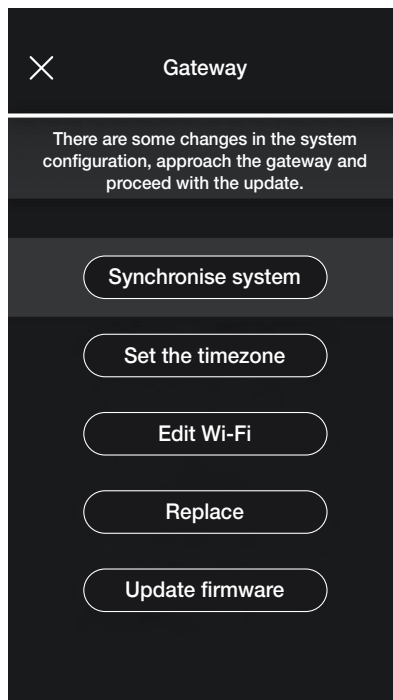 Gateway
There are some changes in the system
configuration, approach the gateway and
proceed with the update.
Synchronise system
Set the timezone
Edit Wi-Fi
Replace
Update firmware